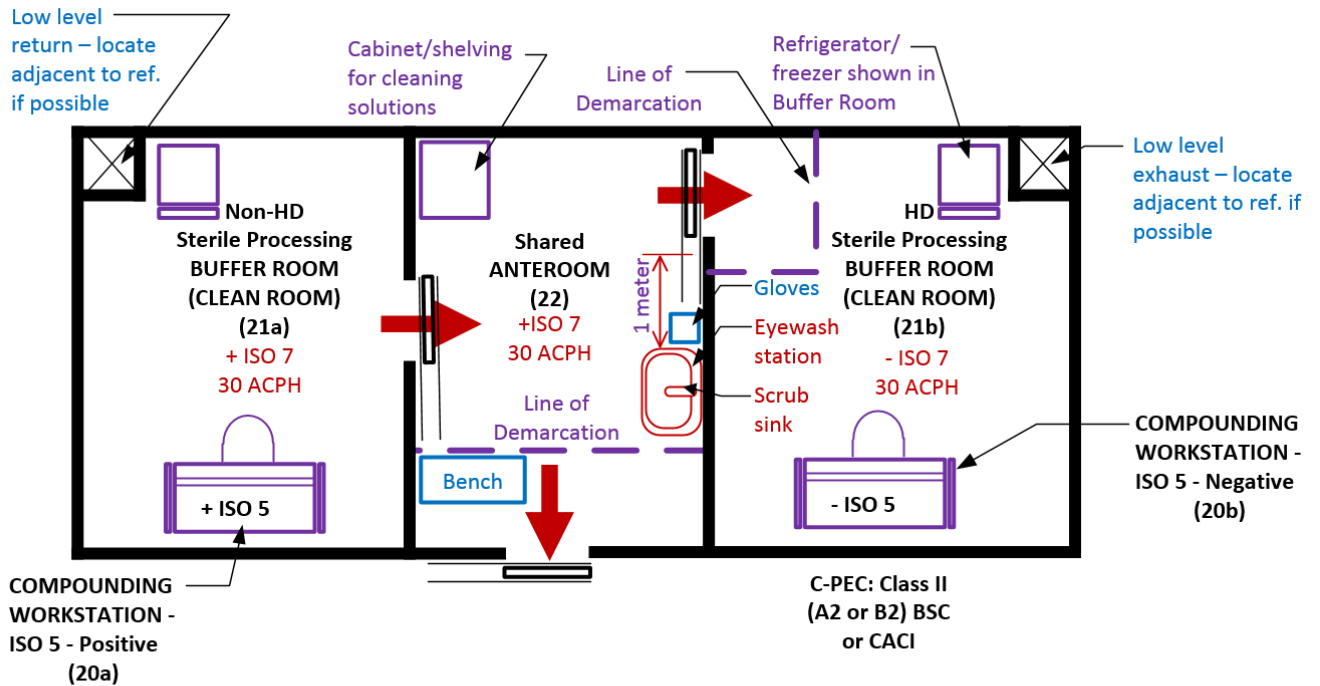 Low level
return – locate
adjacent to ref.
if possible
Cabinet/shelving
for cleaning
solutions
Line of
Demarcation
Refrigerator/
freezer shown in
Buffer Room
Low level
exhaust – locate
adjacent to ref. if
possible
Non-HD
Sterile Processing
BUFFER ROOM
(CLEAN ROOM)
(21a)
+ ISO 7
30 ACPH
Shared
ANTEROOM
(22)
+ISO 7
30 ACPH
1 meter
Gloves
Eyewash
station
Scrub
sink
HD
Sterile Processing
BUFFER ROOM
(CLEAN ROOM)
(21b)
- ISO 7
30 ACPH
Line of
Demarcation
Bench
+ ISO 5
- ISO 5
COMPOUNDING
WORKSTATION -
ISO 5 - Negative
(20b)
COMPOUNDING
WORKSTATION -
ISO 5 - Positive
(20a)
C-PEC: Class II
(A2 or B2) BSC
or CACI